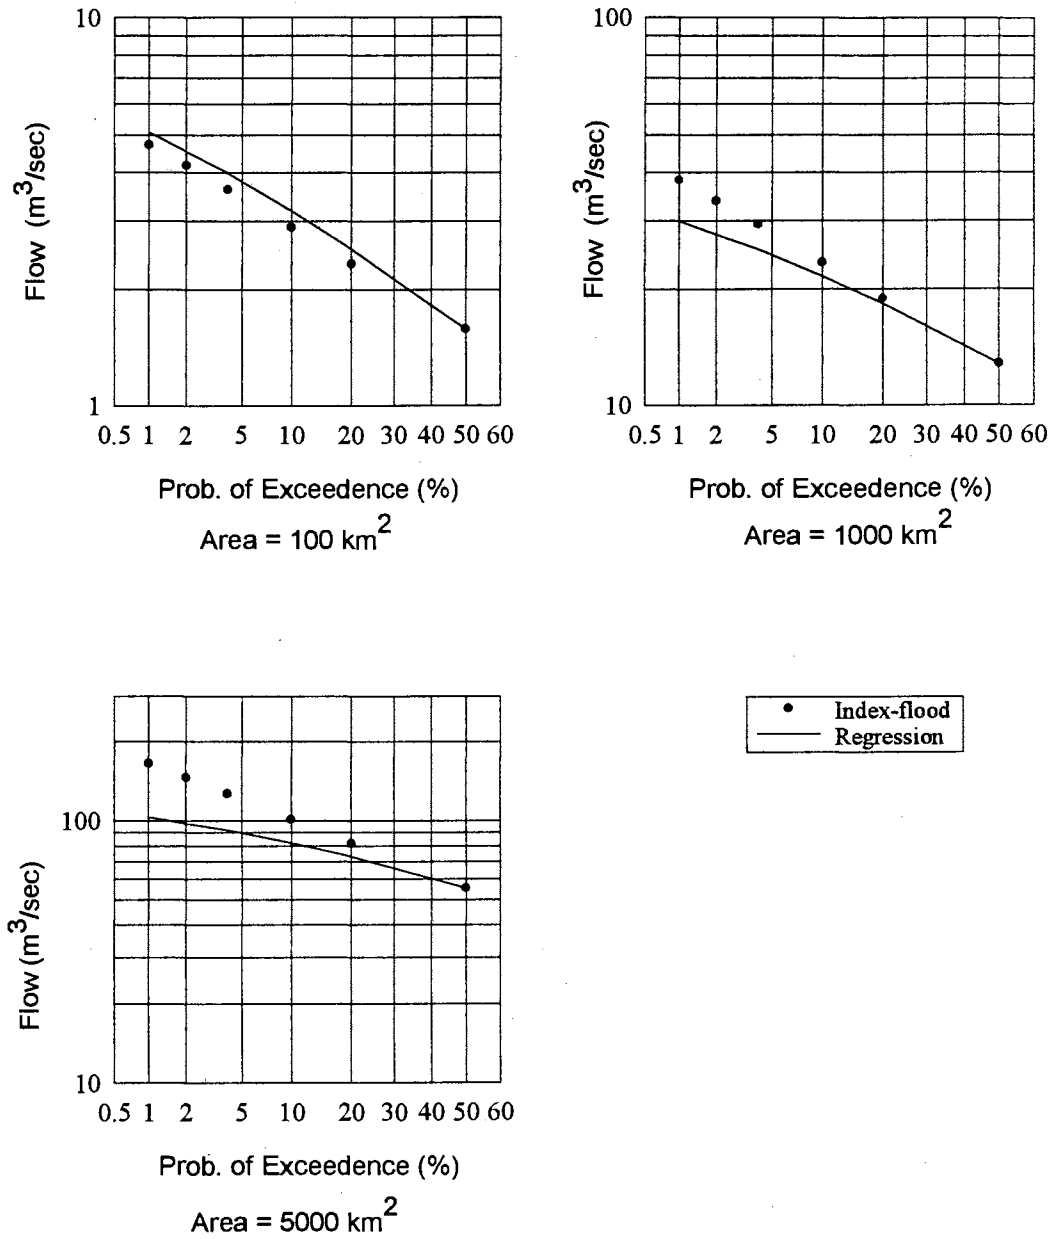 10
1
Flow (m3/sec)
0.5 1 2 5 10 20 30 40 50 60
Prob. of Exceedence (%)
Area = 100 km2
100
10
Flow (m3/sec)
0.5 1 2 5 10 20 30 40 50 60
Prob. of Exceedence (%)
Area = 1000 km2
100
10
Flow (m3/sec)
0.5 1 2 5 10 20 30 40 50 60
Prob. of Exceedence (%)
Area = 5000 km2
Index-flood
Regression